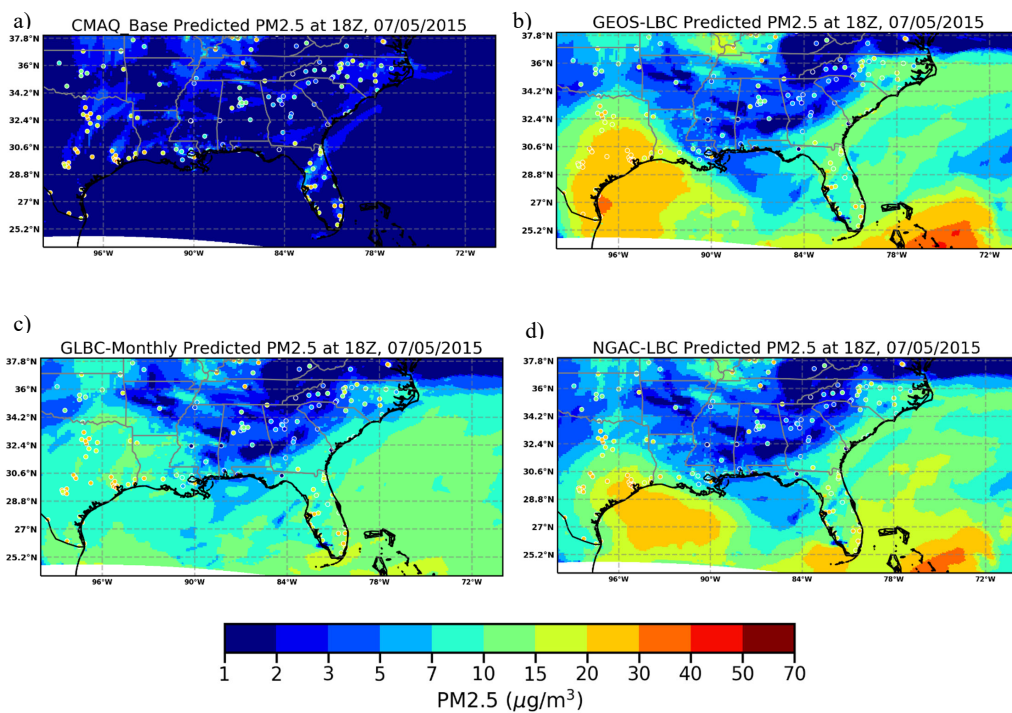 a)
CMAQ_Base Predicted PM2.5 at 18Z, 07/05/2015
37.8°N
36°N
34.2°N
32.4°N
30.6°N
28.8°N
27°N
25.2°N
96°W 90°W 84°W 78°W 72°W
b)
GEOS-LBC Predicted PM2.5 at 18Z, 07/05/2015
37.8°N
36°N
34.2°N
32.4°N
30.6°N
28.8°N
27°N
25.2°N
96°W 90°W 84°W 78°W 72°W
c)
GLBC-Monthly Predicted PM2.5 at 18Z, 07/05/2015
37.8°N
36°N
34.2°N
32.4°N
30.6°N
28.8°N
27°N
25.2°N
96°W 90°W 84°W 78°W
d)
NGAC-LBC Predicted PM2.5 at 18Z, 07/05/2015
37.8°N
36°N
34.2°N
32.4°N
30.6°N
28.8°N
27°N
25.2°N
96°W 90°W 84°W 78°W 72°W
1 2 3 5 7 10 15 20 30 40 50 70
PM2.5 (μg/m³)